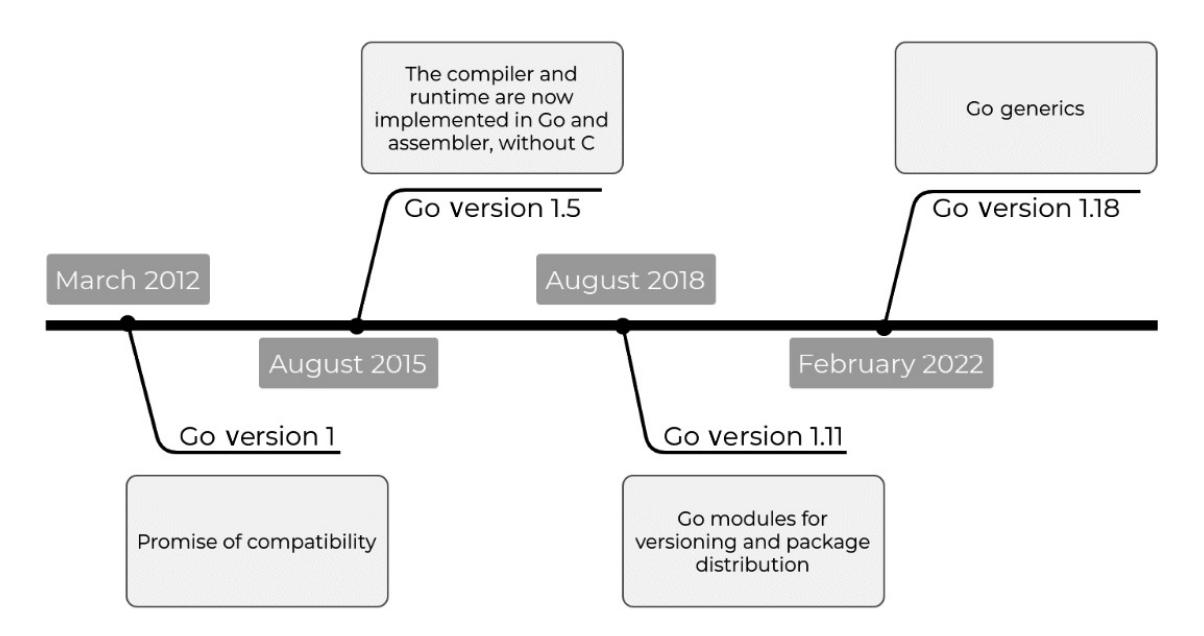 The compiler and
runtime are now
implemented in Go and
assembler, without C
Go generics
Go version 1.5
Go version 1.18
March 2012
August 2018
August 2015
February 2022
Go version 1
Go version 1.11
Promise of compatibility
Go modules for
versioning and package
distribution